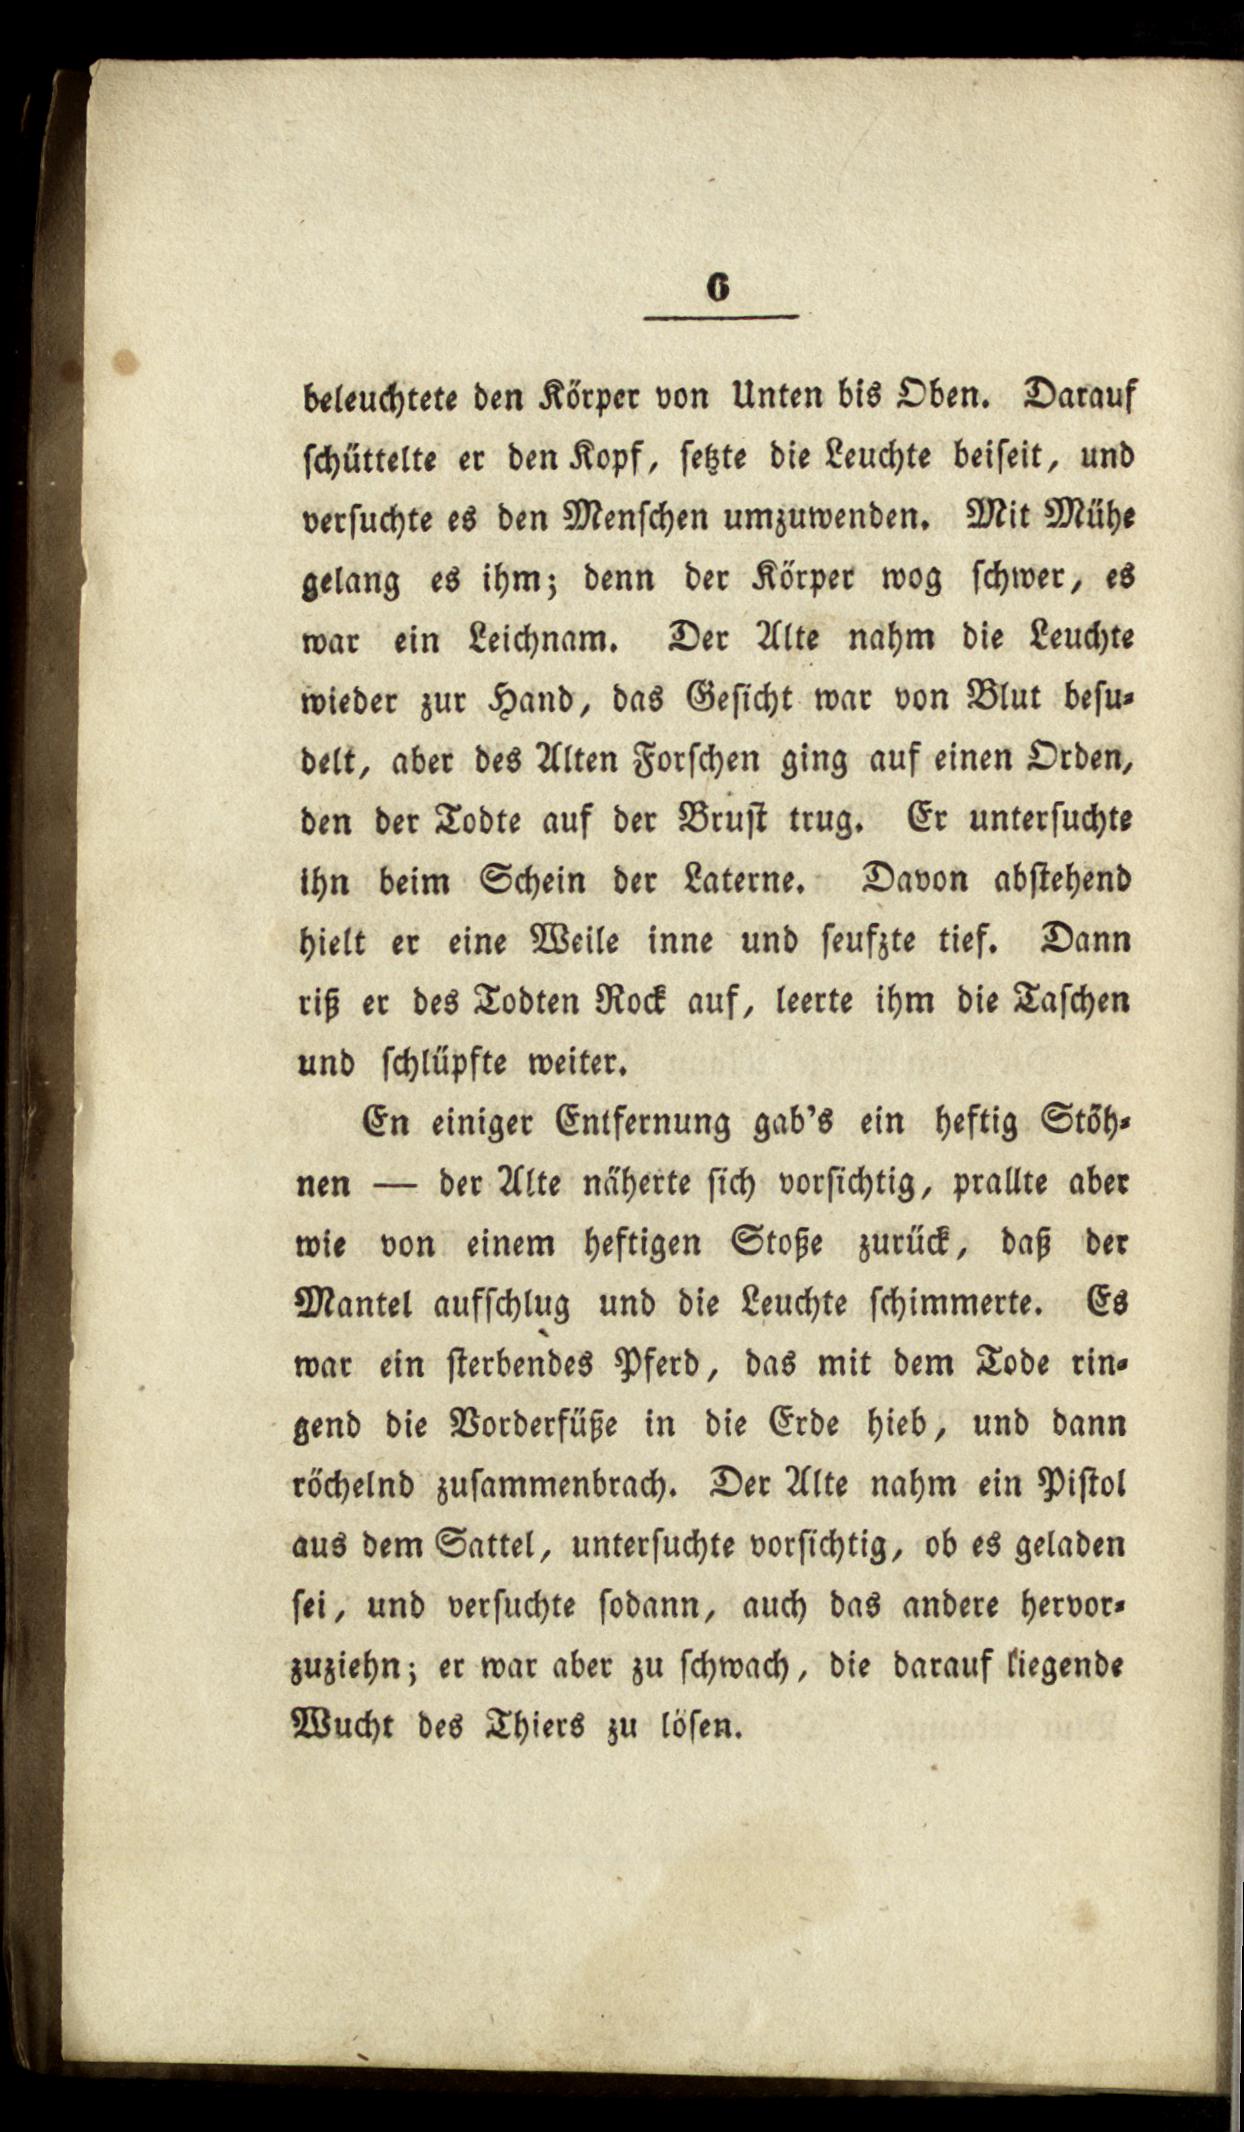 6
beleuchtete den Körper von Unten bis Oben. Darauf
ſchüttelte er den Kopf, ſetzte die Leuchte beiſeit, und
verſuchte es den Menſchen umzuwenden. Mit Mühe
gelang es ihm; denn der Körper wog ſchwer, es
war ein Leichnam. Der Alte nahm die Leuchte
wieder zur Hand, das Geſicht war von Blut beſu-
delt, aber des Alten Forſchen ging auf einen Orden,
den der Todte auf der Bruſt trug. Er unterſuchte
ihn beim Schein der Laterne. Davon abſtehend
hielt er eine Weile inne und ſeufzte tief. Dann
riß er des Todten Rock auf, leerte ihm die Taſchen
und ſchlüpfte weiter.
En einiger Entfernung gab's ein heftig Stöh-
nen — der Alte näherte ſich vorſichtig, prallte aber
wie von einem heftigen Stoße zurück, daß der
Mantel aufſchlug und die Leuchte ſchimmerte. Es
war ein ſterbendes Pferd, das mit dem Tode rin-
gend die Vorderfüße in die Erde hieb, und dann
röchelnd zuſammenbrach. Der Alte nahm ein Piſtol
aus dem Sattel, unterſuchte vorſichtig, ob es geladen
ſei, und verſuchte ſodann, auch das andere hervor-
zuziehn; er war aber zu ſchwach, die darauf liegende
Wucht des Thiers zu löſen.